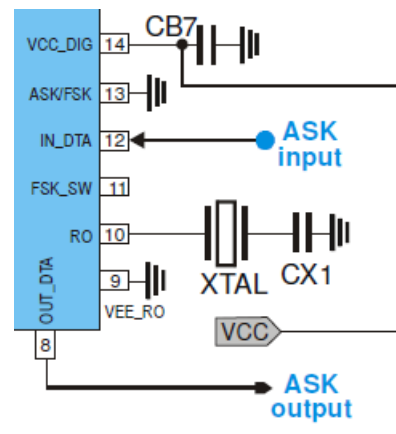 CB7
VCC_DIG 14
ASK/FSK 13
IN_DTA 12
ASK
input
FSK_SW 11
RO 10
XTAL
CX1
9
VEE_RO
OUT_DTA
8
VCC
ASK
output